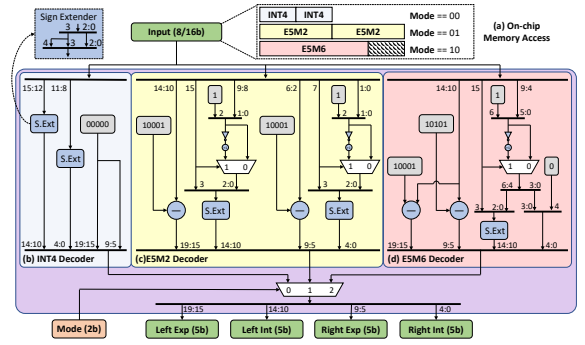 Sign Extender
3 2:0
4 3 2:0
Input (8/16b)
INT4 INT4
Mode == 00
E5M2 E5M2
Mode == 01
E5M6
Mode == 10
(a) On-chip
Memory Access
15:12 11:8
14:10 15 9:8
6:2 7 1:0
14:10 15 9:4
S.Ext
00000
S.Ext
10001
1
2 1:0
1 0
3 2:0
—
S.Ext
10001
1
2 1:0
1 0
3 2:0
—
S.Ext
10101
10001
1
6 5:0
1 0
0
6:4 3:0
3 2:0 3:0 4
—
—
S.Ext
14:10 4:0 19:15 9:5
19:15 14:10
9:5 4:0
19:15 9:5 14:10 4:0
(b) INT4 Decoder
(c)E5M2 Decoder
(d) E5M6 Decoder
0 1 2
19:15 14:10 9:5 4:0
Mode (2b)
Left Exp (5b)
Left Int (5b)
Right Exp (5b)
Right Int (5b)